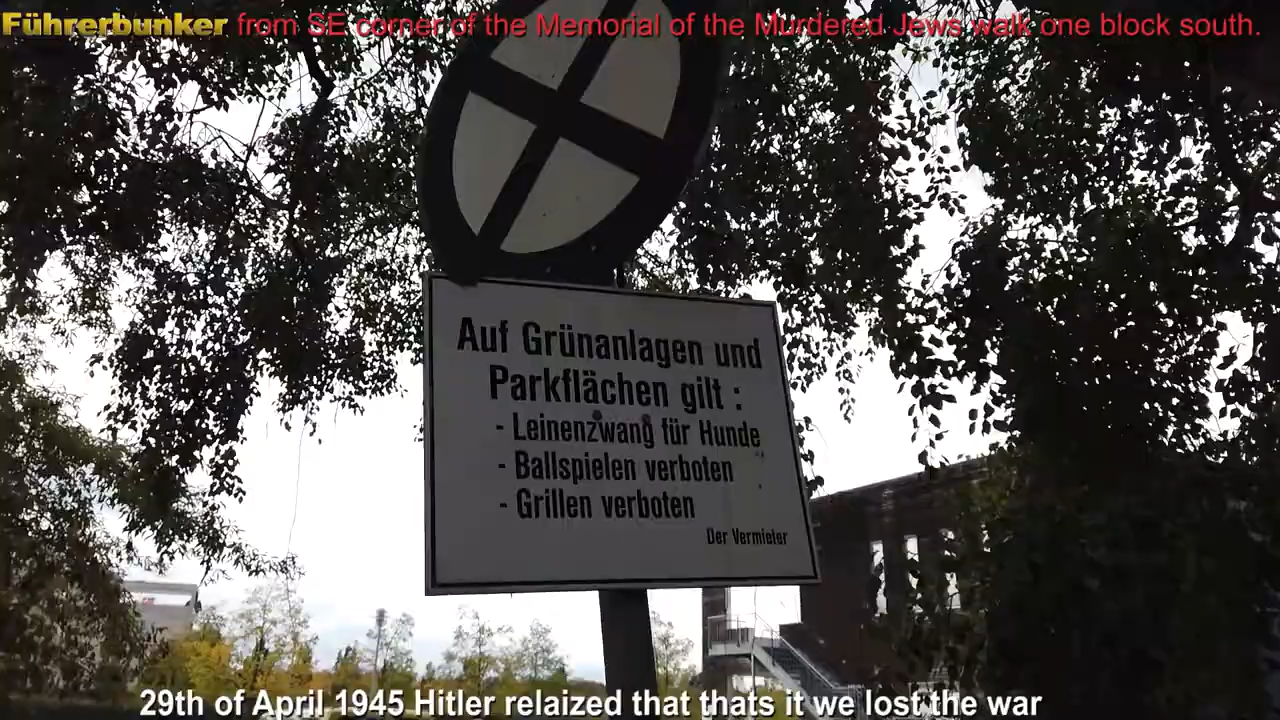 Führerbunker from SE corner of the Memorial of the Murdered Jews walk one block south.
Auf Grünanlagen und
Parkflächen gilt :
- Leinenzwang für Hunde
- Ballspielen verboten
- Grillen verboten
Der Vermieter
29th of April 1945 Hitler relaized that thats it we lost the war